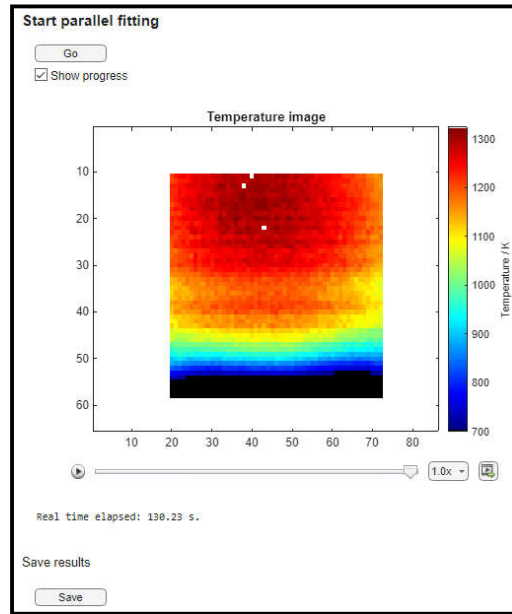 Start parallel fitting
Go
Show progress
Temperature image
10
20
30
40
50
60
10 20 30 40 50 60 70 80
1300
1200
1100
1000
900
800
700
Temperature / K
1.0x
Real time elapsed: 130.23 s.
Save results
Save